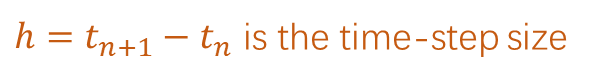 h = tₙ₊₁ − tₙ is the time-step size